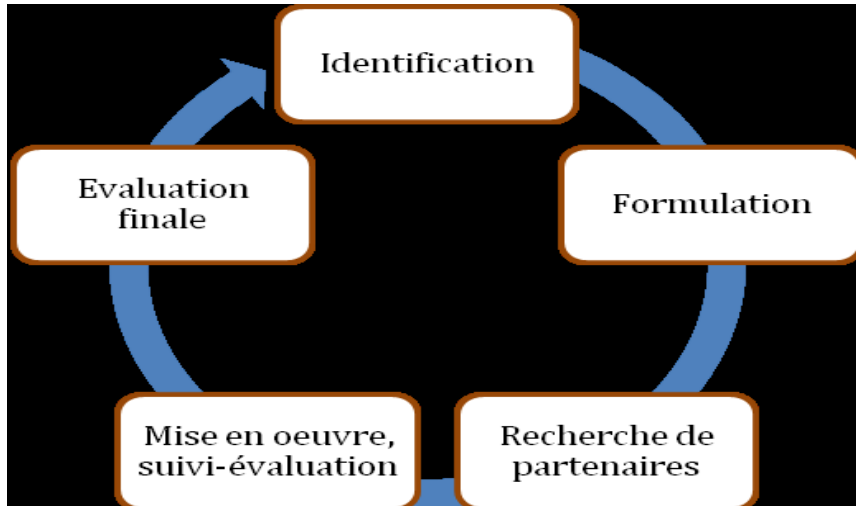 Identification
Formulation
Recherche de
partenaires
Mise en oeuvre,
suivi-évaluation
Evaluation
finale